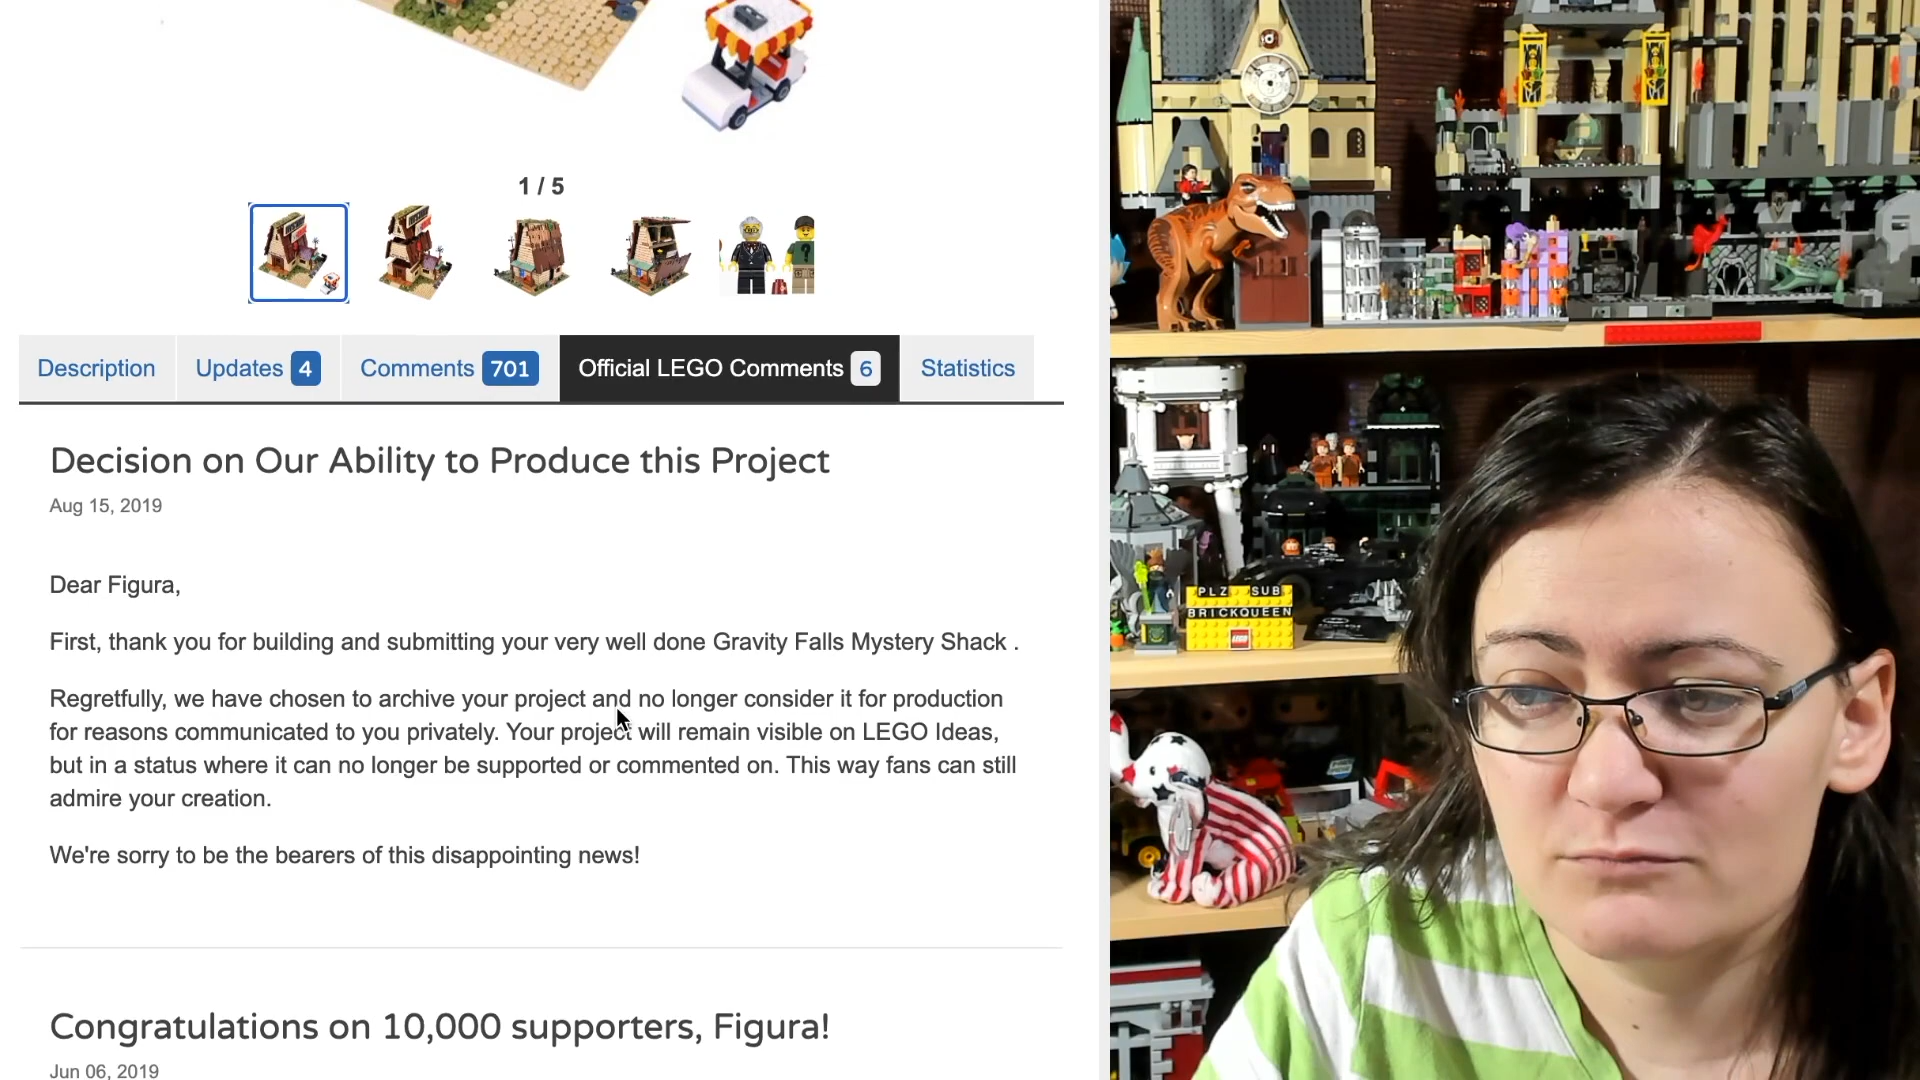 1 / 5
Description Updates 4 Comments 701 Official LEGO Comments 6 Statistics
Decision on Our Ability to Produce this Project
Aug 15, 2019
Dear Figura,
First, thank you for building and submitting your very well done Gravity Falls Mystery Shack .
Regretfully, we have chosen to archive your project and no longer consider it for production
for reasons communicated to you privately. Your project will remain visible on LEGO Ideas,
but in a status where it can no longer be supported or commented on. This way fans can still
admire your creation.
We're sorry to be the bearers of this disappointing news!
Congratulations on 10,000 supporters, Figura!
Jun 06, 2019
PLZ SUB
BRICKQUEEN
LEGO